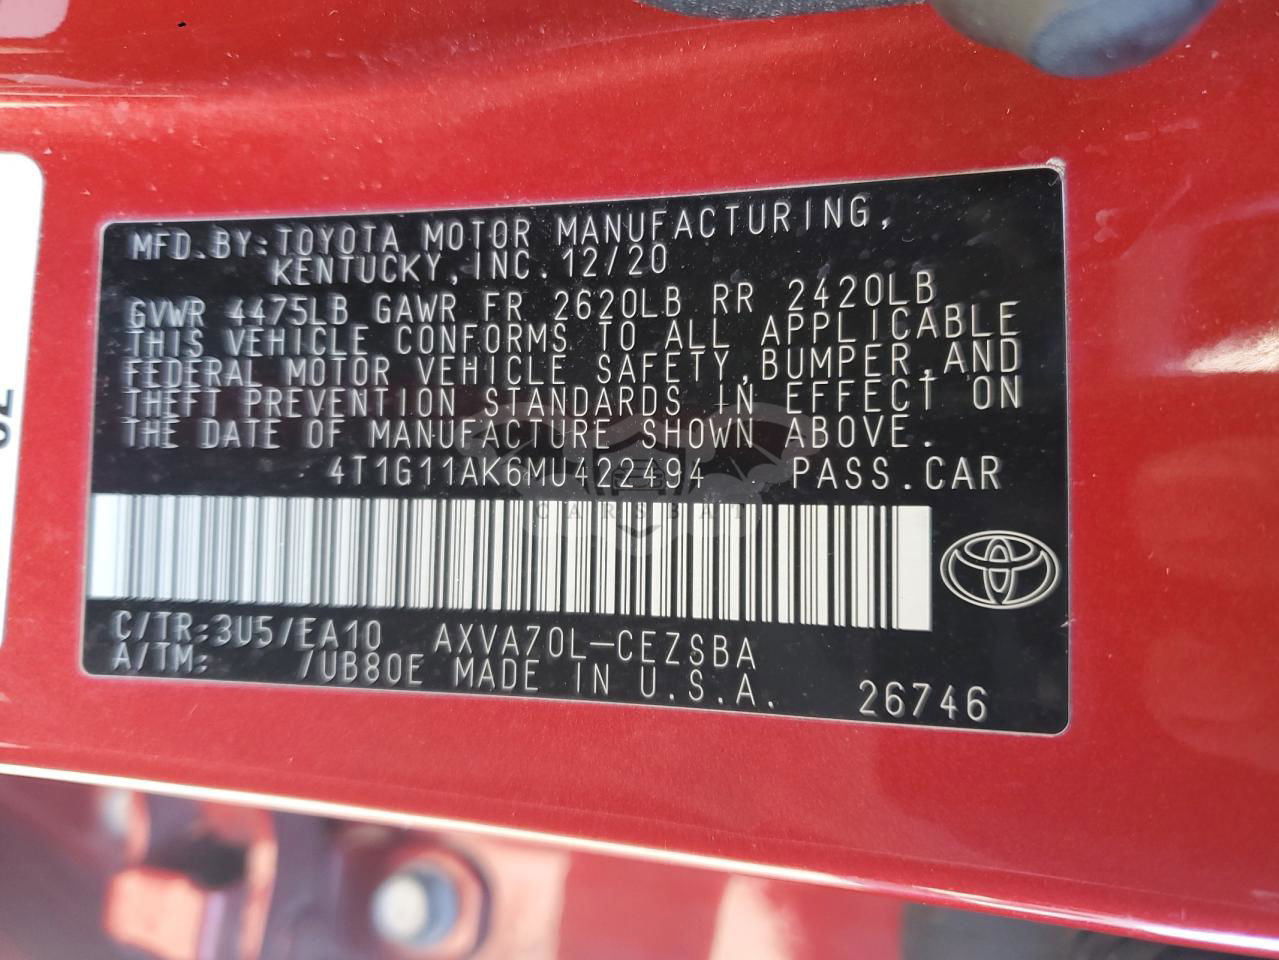 MFD.BY:TOYOTA MOTOR MANUFACTURING,
KENTUCKY,INC.12/20
GVWR 4475LB GAWR FR 2620LB RR 2420LB
THIS VEHICLE CONFORMS TO ALL APPLICABLE
FEDERAL MOTOR VEHICLE SAFETY,BUMPER,AND
THEFT PREVENTION STANDARDS IN EFFECT ON
THE DATE OF MANUFACTURE SHOWN ABOVE.
4T1G11AK6MU422494 PASS.CAR
CARSBAT
C/TR:3U5/EA10 AXVA70L-CEZSBA
A/TM: /UB80E MADE IN U.S.A.
26746